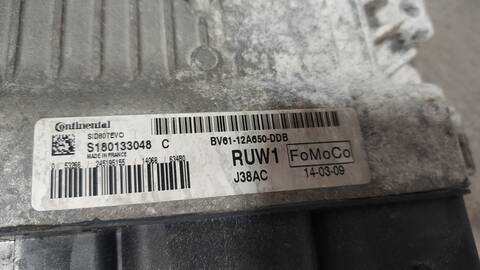 Continental
SID807EVO
S180133048 C
MADE IN FRANCE
BV61-12A650-DDB
RUW1
FoMoCo
J38AC
14-03-09